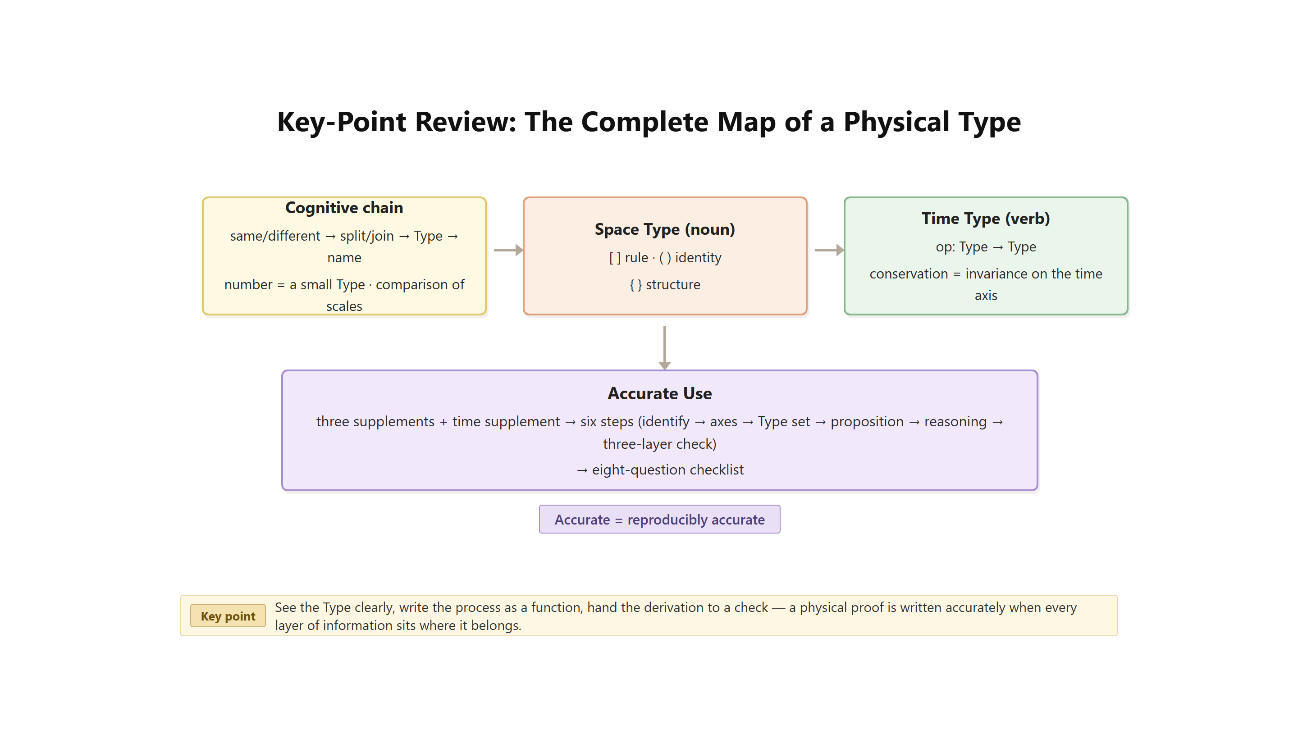 Key-Point Review: The Complete Map of a Physical Type
Cognitive chain
same/different → split/join → Type →
name
number = a small Type · comparison of
scales
Space Type (noun)
[ ] rule · ( ) identity
{ } structure
Time Type (verb)
op: Type → Type
conservation = invariance on the time
axis
Accurate Use
three supplements + time supplement → six steps (identify → axes → Type set → proposition → reasoning →
three-layer check)
→ eight-question checklist
Accurate = reproducibly accurate
Key point
See the Type clearly, write the process as a function, hand the derivation to a check — a physical proof is written accurately when every
layer of information sits where it belongs.